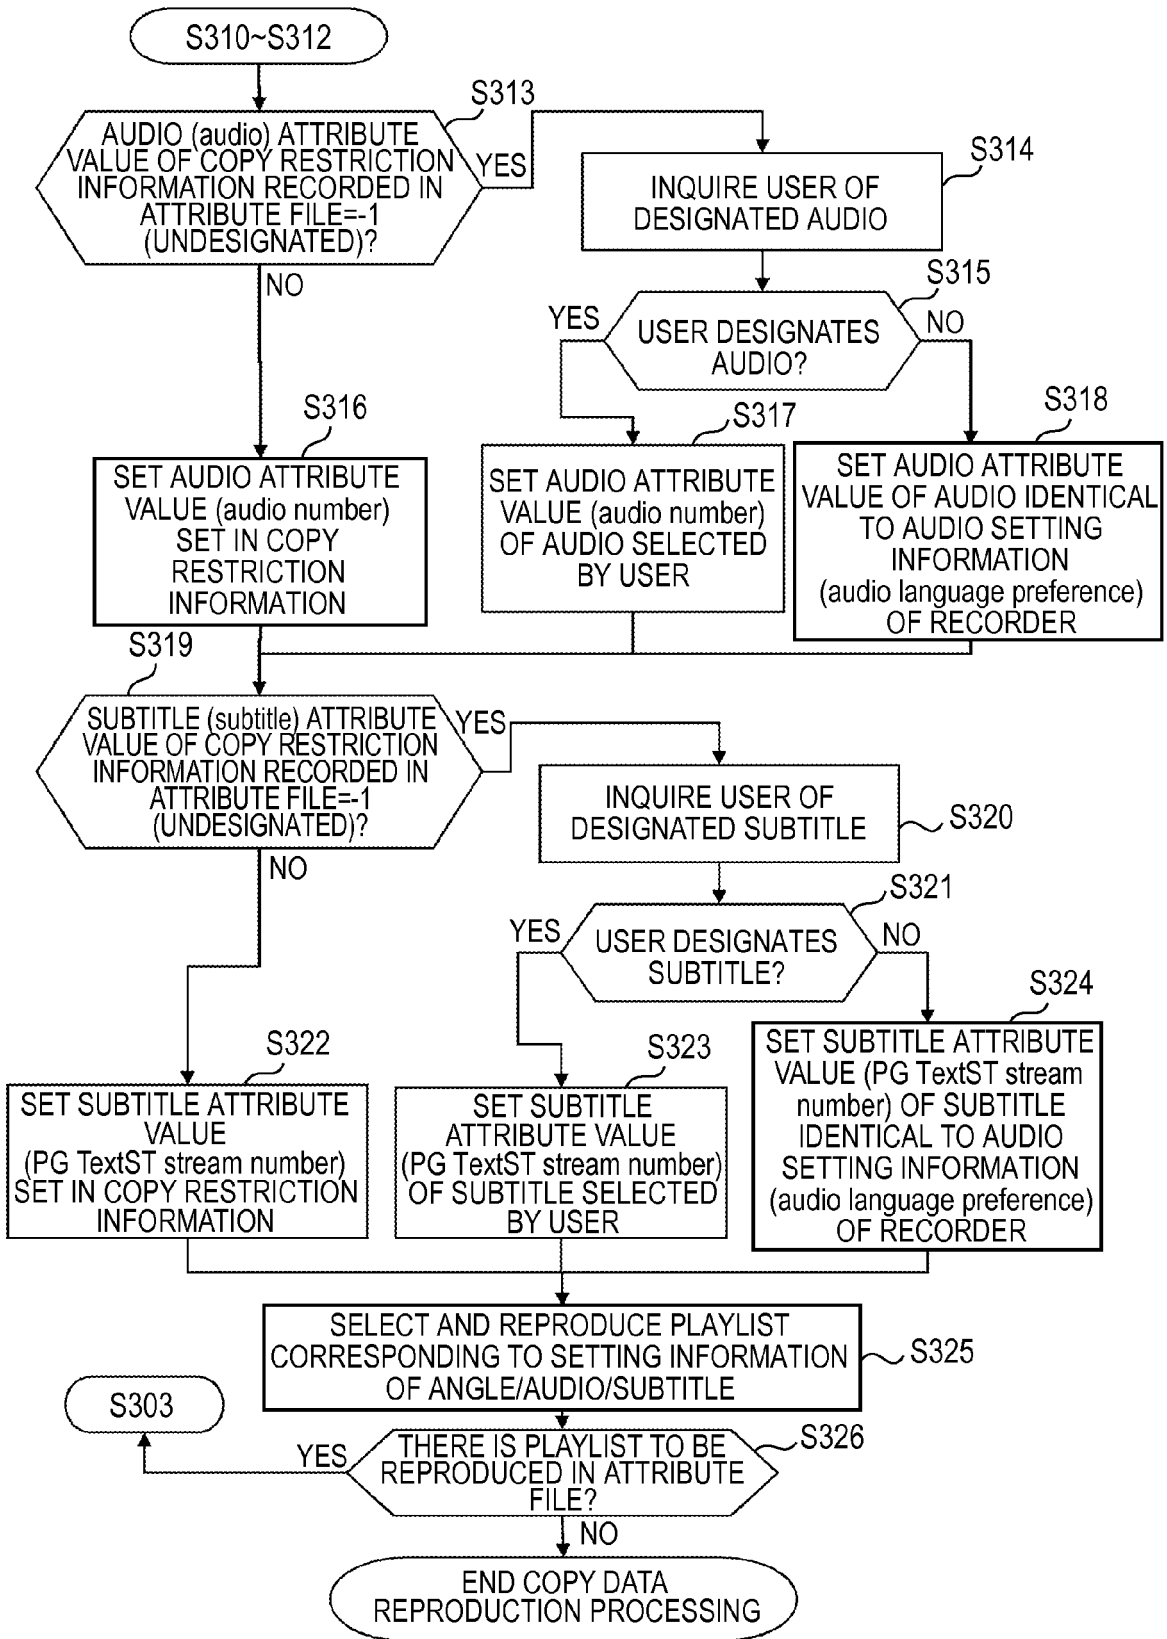 S310~S312
S313
AUDIO (audio) ATTRIBUTE
VALUE OF COPY RESTRICTION
INFORMATION RECORDED IN
ATTRIBUTE FILE=-1
(UNDESIGNATED)?
YES
NO
S314
INQUIRE USER OF
DESIGNATED AUDIO
S315
USER DESIGNATES
AUDIO?
YES
NO
S316
SET AUDIO ATTRIBUTE
VALUE (audio number)
SET IN COPY
RESTRICTION
INFORMATION
S317
SET AUDIO ATTRIBUTE
VALUE (audio number)
OF AUDIO SELECTED
BY USER
S318
SET AUDIO ATTRIBUTE
VALUE OF AUDIO IDENTICAL
TO AUDIO SETTING
INFORMATION
(audio language preference)
OF RECORDER
S319
SUBTITLE (subtitle) ATTRIBUTE
VALUE OF COPY RESTRICTION
INFORMATION RECORDED IN
ATTRIBUTE FILE=-1
(UNDESIGNATED)?
YES
NO
INQUIRE USER OF
DESIGNATED SUBTITLE
S320
S321
USER DESIGNATES
SUBTITLE?
YES
NO
S322
SET SUBTITLE ATTRIBUTE
VALUE
(PG TextST stream number)
SET IN COPY RESTRICTION
INFORMATION
S323
SET SUBTITLE
ATTRIBUTE VALUE
(PG TextST stream number)
OF SUBTITLE SELECTED
BY USER
S324
SET SUBTITLE ATTRIBUTE
VALUE (PG TextST stream
number) OF SUBTITLE
IDENTICAL TO AUDIO
SETTING INFORMATION
(audio language preference)
OF RECORDER
SELECT AND REPRODUCE PLAYLIST
CORRESPONDING TO SETTING INFORMATION
OF ANGLE/AUDIO/SUBTITLE
S325
S303
YES
THERE IS PLAYLIST TO BE
REPRODUCED IN ATTRIBUTE
FILE?
S326
NO
END COPY DATA
REPRODUCTION PROCESSING